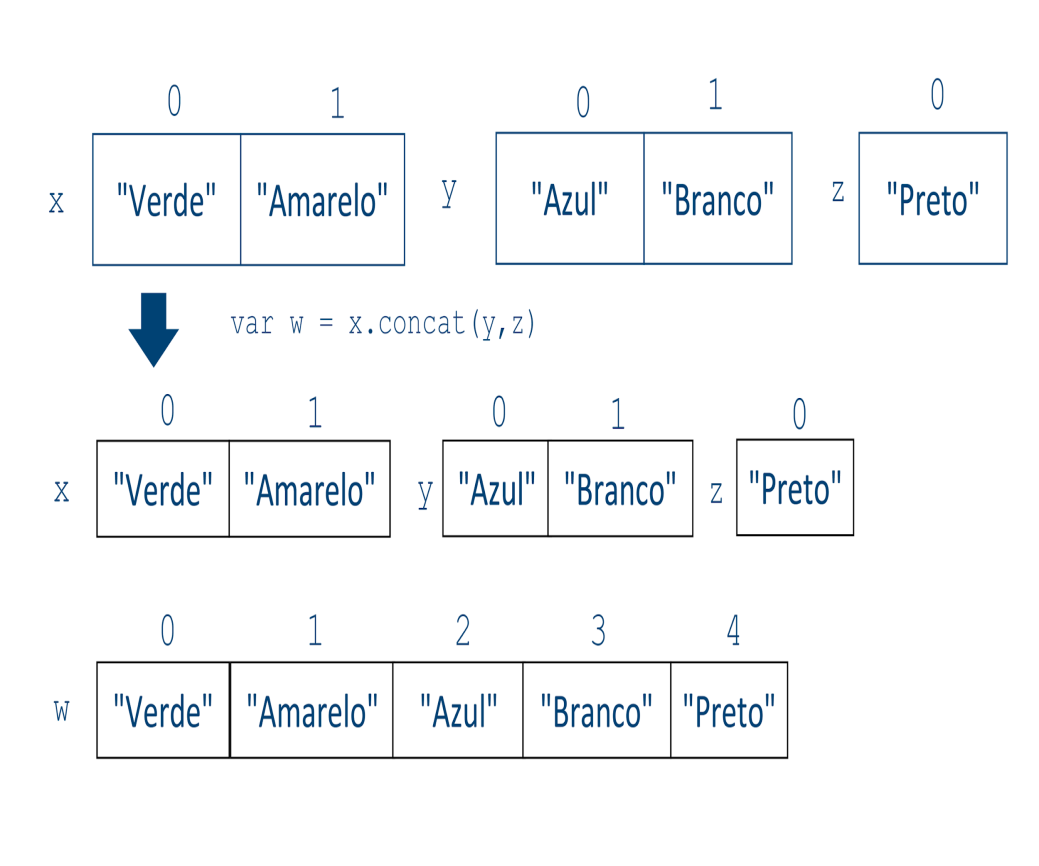 0 1 0 1 0
x "Verde" "Amarelo" y "Azul" "Branco" z "Preto"
var w = x.concat(y,z)
0 1 0 1 0
x "Verde" "Amarelo" y "Azul" "Branco" z "Preto"
0 1 2 3 4
w "Verde" "Amarelo" "Azul" "Branco" "Preto"